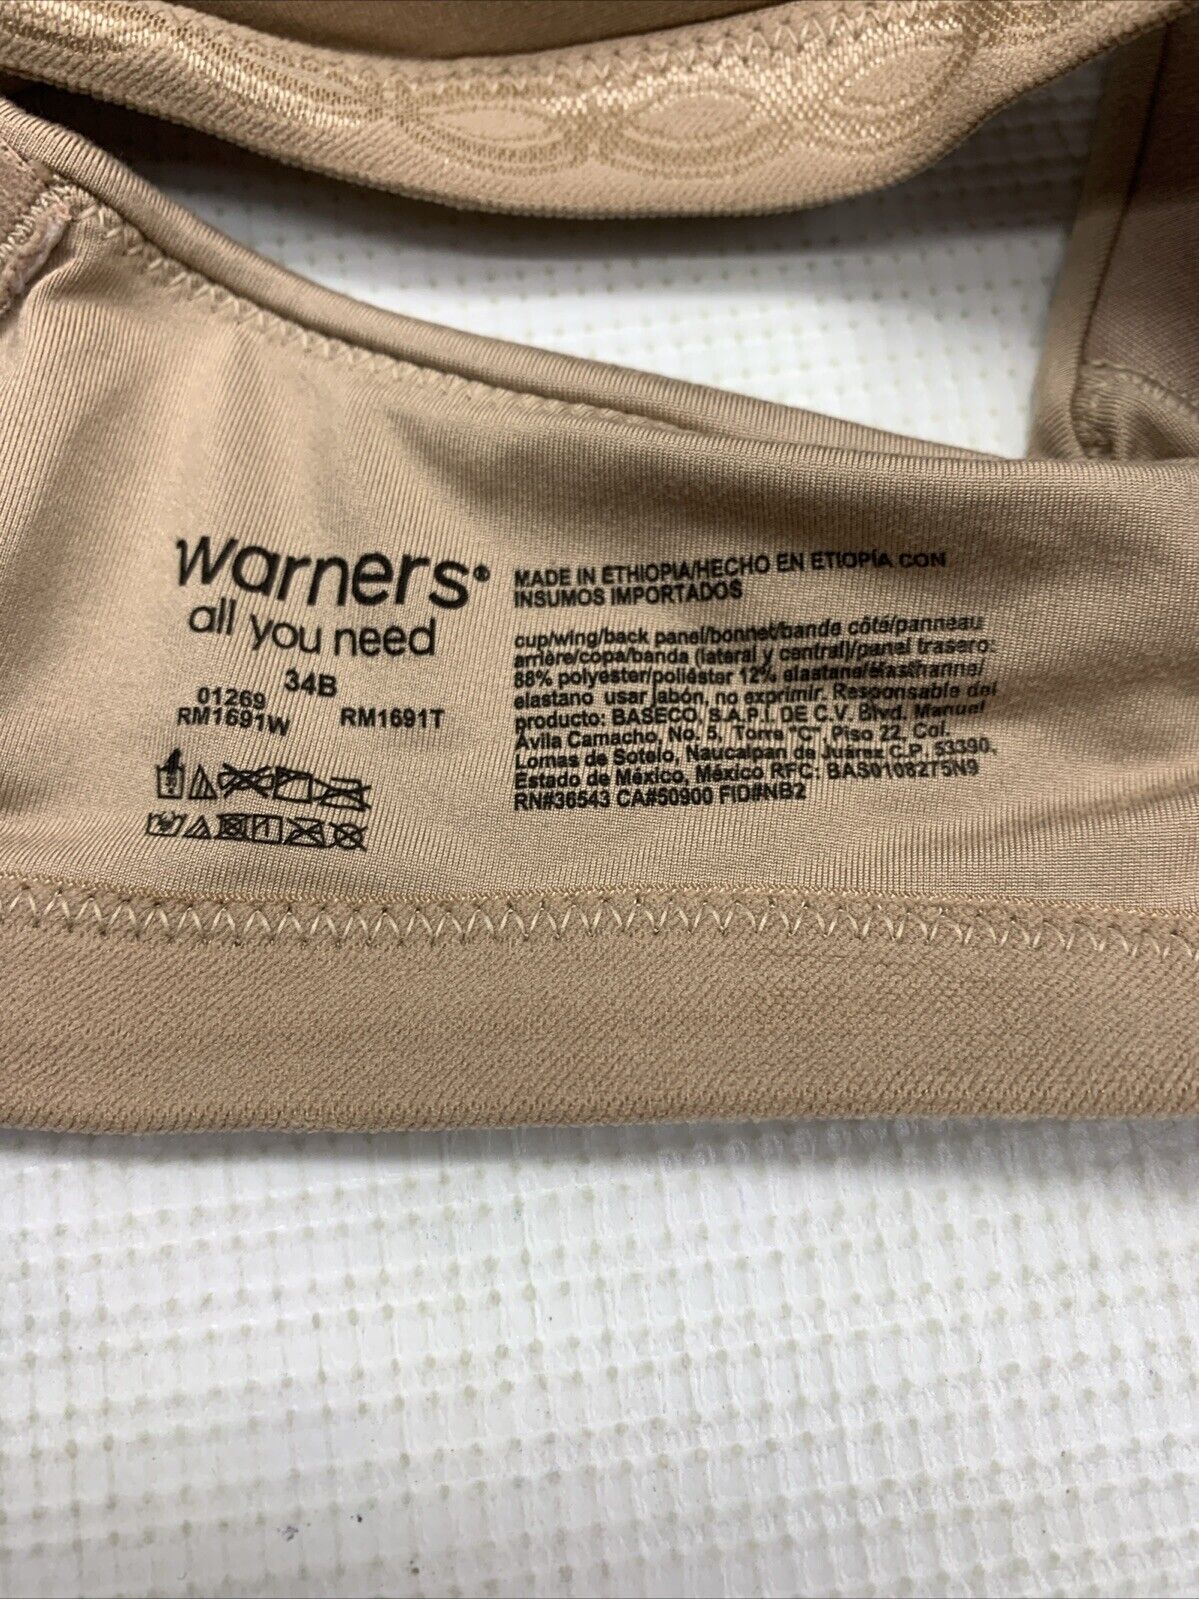 warners®
all you need
34B
01269
RM1691W RM1691T
MADE IN ETHIOPIA/HECHO EN ETIOPÍA CON
INSUMOS IMPORTADOS
cup/wing/back panel/bonnet/bande côté/panneau
arrière/copa/banda (lateral y central)/panel trasero:
88% polyester/poliéster 12% elastane/élasthanne/
elastano usar jabón, no exprimir. Responsable del
producto: BASECO, S.A.P.I. DE C.V. Blvd. Manuel
Ávila Camacho, No. 5, Torre "C", Piso 22, Col.
Lomas de Sotelo, Naucalpan de Juárez C.P. 53390,
Estado de México, México RFC: BAS0108275N9
RN#36543 CA#50900 FID#NB2